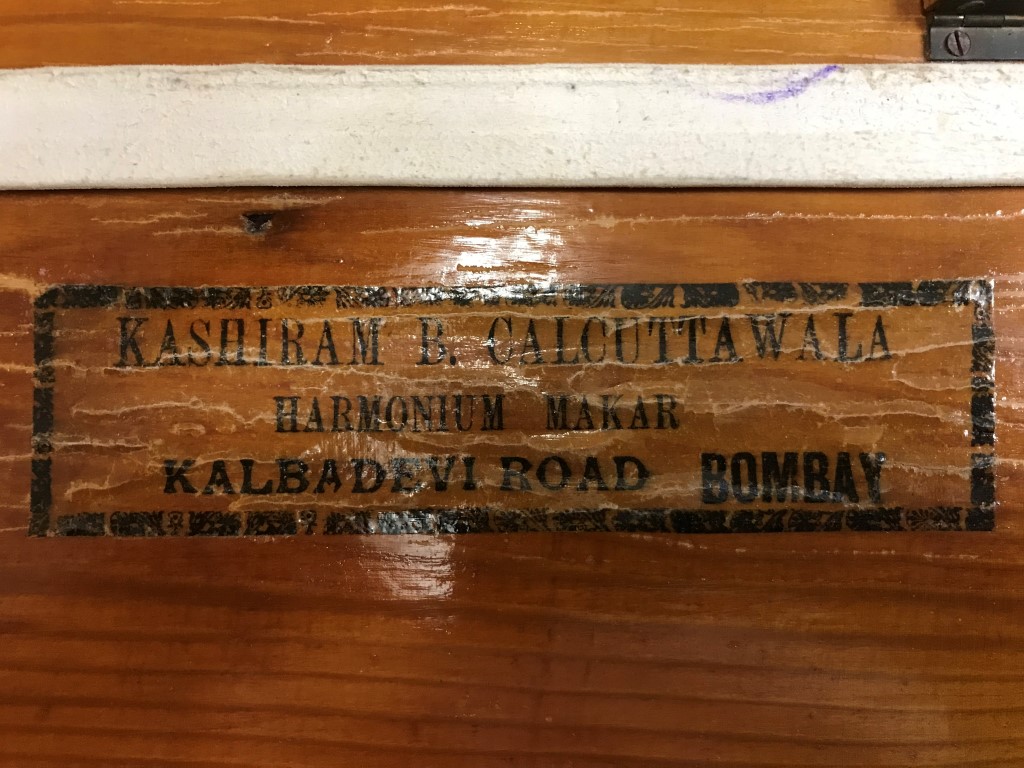 KASHIRAM B. CALCUTTAWALA
HARMONIUM MAKAR
KALBADEVI ROAD BOMBAY